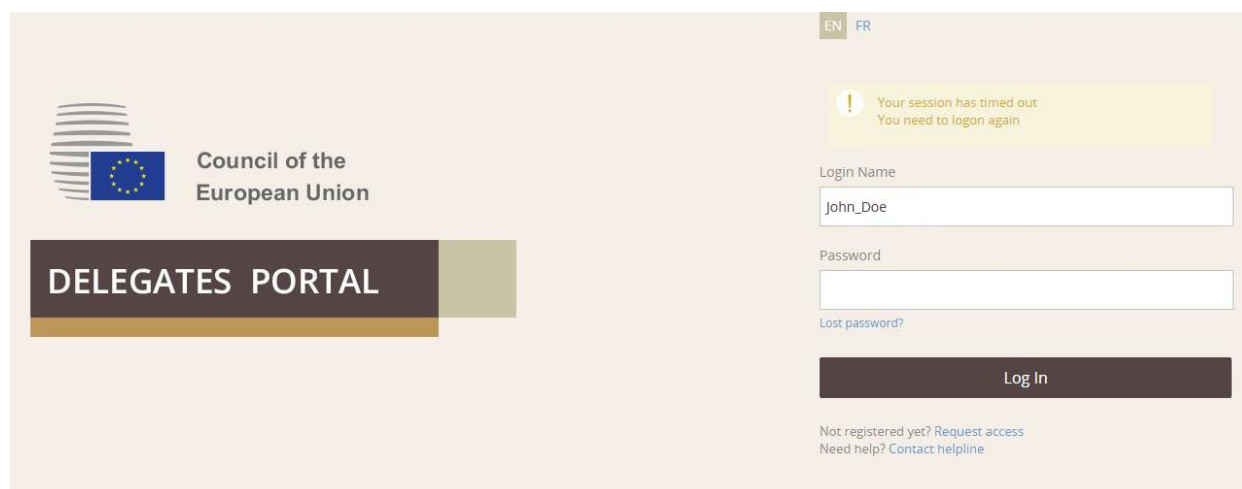 EN FR
Your session has timed out
You need to logon again
Council of the
European Union
DELEGATES PORTAL
Login Name
John_Doe
Password
Lost password?
Log In
Not registered yet? Request access
Need help? Contact helpline